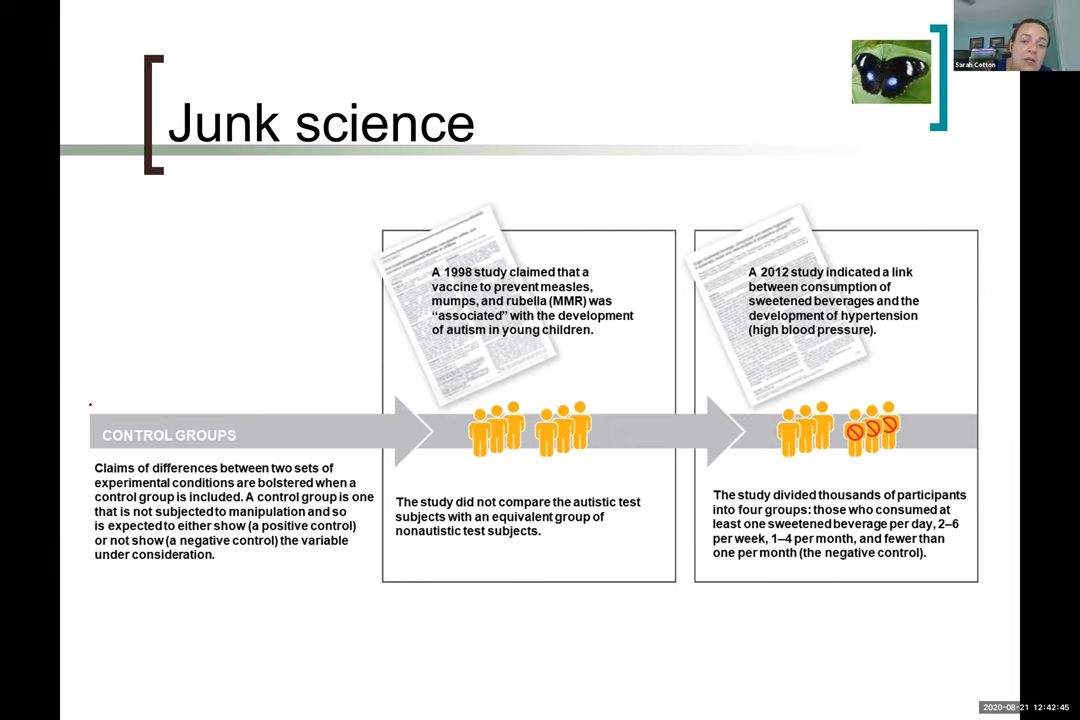 Sarah Cotton
Junk science
A 1998 study claimed that a
vaccine to prevent measles,
mumps, and rubella (MMR) was
“associated” with the development
of autism in young children.
A 2012 study indicated a link
between consumption of
sweetened beverages and the
development of hypertension
(high blood pressure).
CONTROL GROUPS
Claims of differences between two sets of
experimental conditions are bolstered when a
control group is included. A control group is one
that is not subjected to manipulation and so
is expected to either show (a positive control)
or not show (a negative control) the variable
under consideration.
The study did not compare the autistic test
subjects with an equivalent group of
nonautistic test subjects.
The study divided thousands of participants
into four groups: those who consumed at
least one sweetened beverage per day, 2–6
per week, 1–4 per month, and fewer than
one per month (the negative control).
2020-08-21 12:42:45